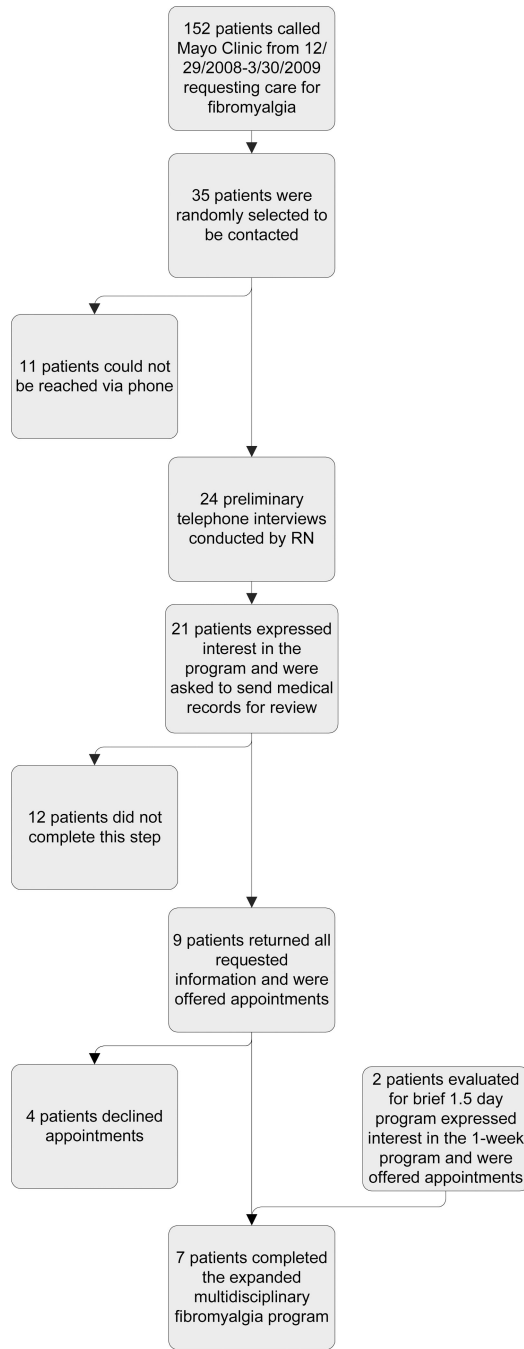 152 patients called
Mayo Clinic from 12/
29/2008-3/30/2009
requesting care for
fibromyalgia
35 patients were
randomly selected to
be contacted
11 patients could not
be reached via phone
24 preliminary
telephone interviews
conducted by RN
21 patients expressed
interest in the
program and were
asked to send medical
records for review
12 patients did not
complete this step
9 patients returned all
requested
information and were
offered appointments
4 patients declined
appointments
2 patients evaluated
for brief 1.5 day
program expressed
interest in the 1-week
program and were
offered appointments
7 patients completed
the expanded
multidisciplinary
fibromyalgia program